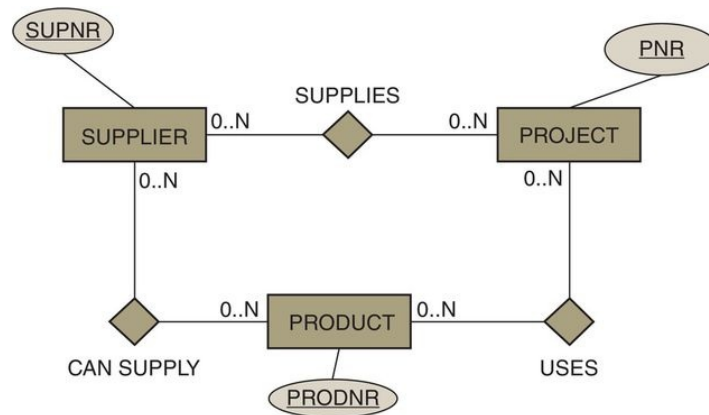 SUPNR
PNR
SUPPLIES
SUPPLIER
0..N
0..N
PROJECT
0..N
0..N
0..N
PRODUCT
0..N
CAN SUPPLY
USES
PRODNR